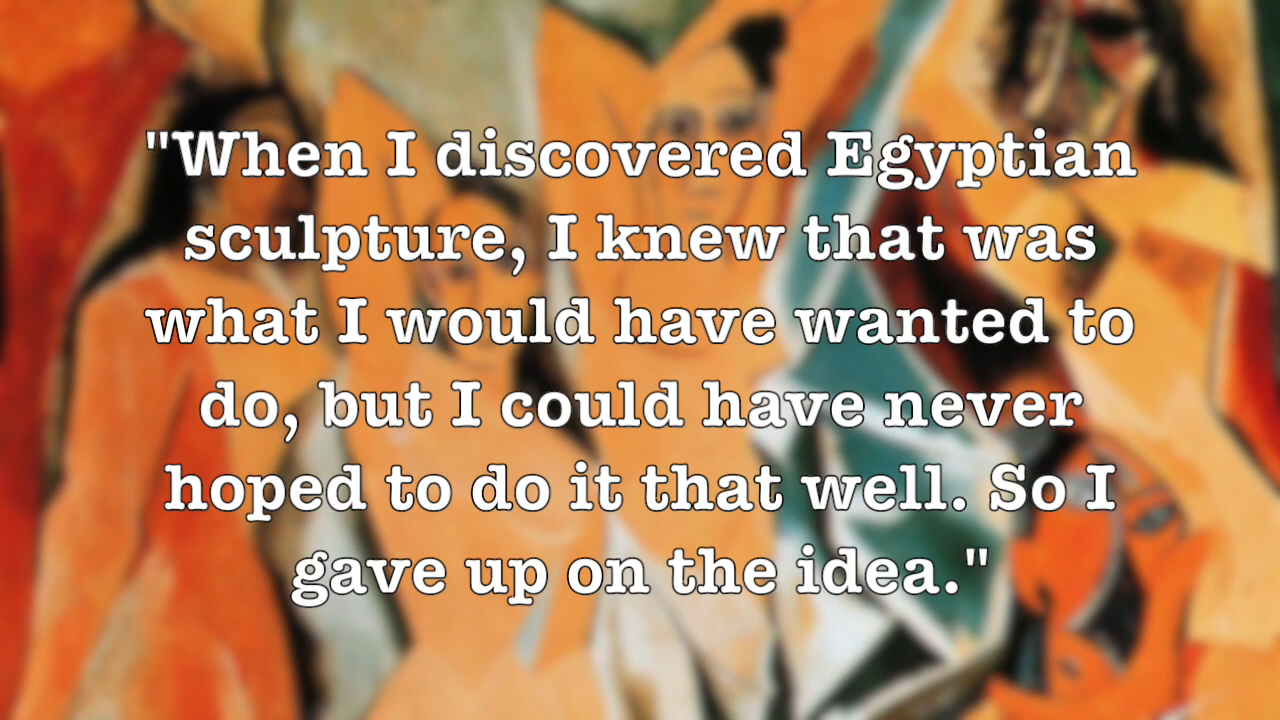 "When I discovered Egyptian
sculpture, I knew that was
what I would have wanted to
do, but I could have never
hoped to do it that well. So I
gave up on the idea."